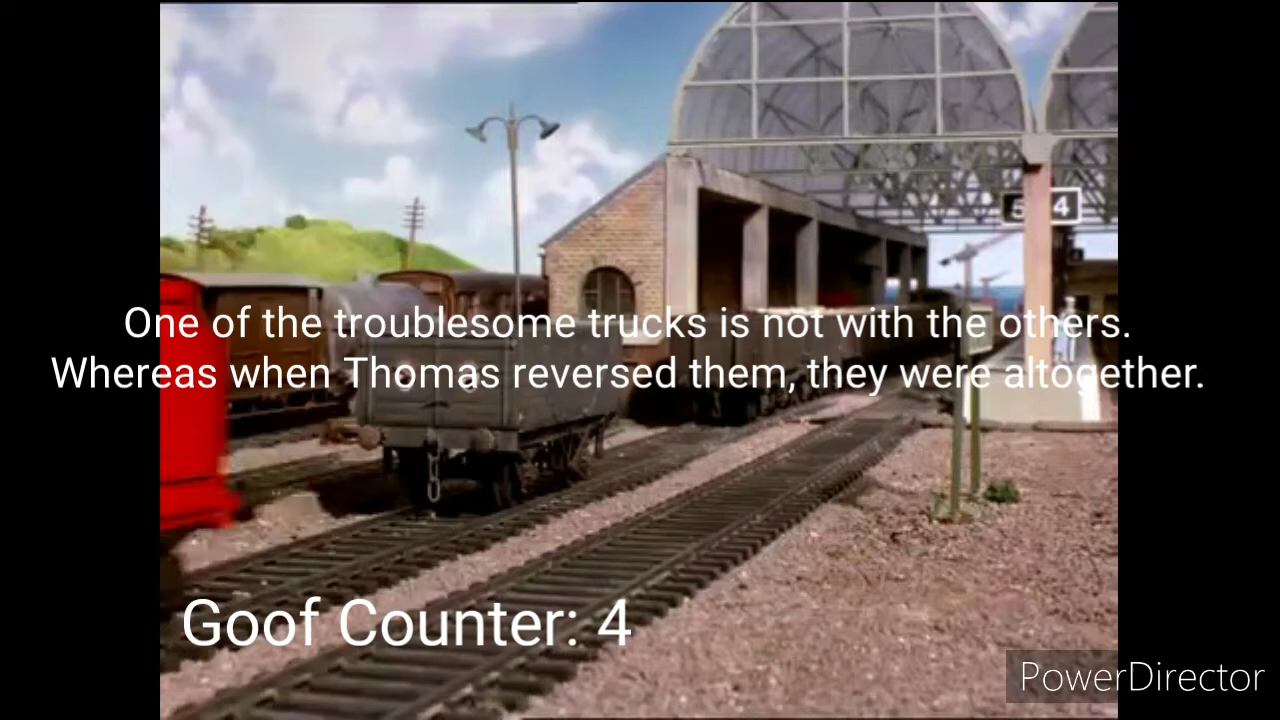 5 4
One of the troublesome trucks is not with the others.
Whereas when Thomas reversed them, they were altogether.
Goof Counter: 4
PowerDirector